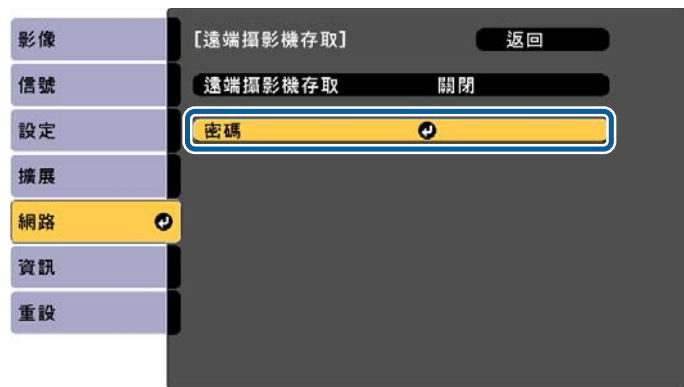 影像
信號
設定
擴展
網路
資訊
重設
[遠端攝影機存取]
返回
遠端攝影機存取 關閉
密碼